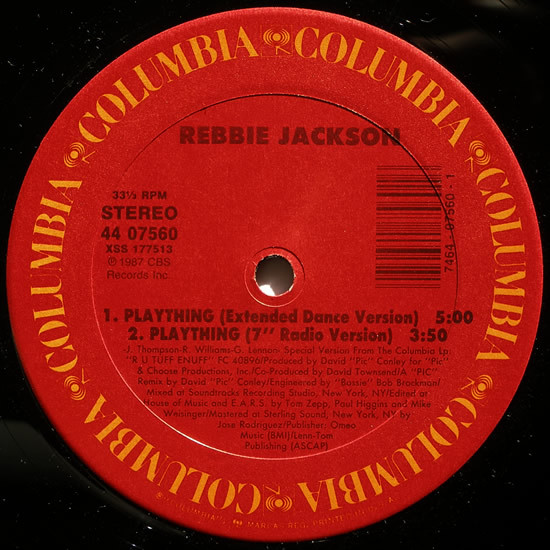 COLUMBIA COLUMBIA COLUMBIA COLUMBIA COLUMBIA COLUMBIA COLUMBIA COLUMBIA
REBBIE JACKSON
33⅓ RPM
STEREO
44 07560
XSS 177513
℗ 1987 CBS
Records Inc.
7464-07560-1
1. PLAYTHING (Extended Dance Version) 5:00
2. PLAYTHING (7" Radio Version) 3:50
J. Thompson-R. Williams-G. Lennon- Special Version From The Columbia Lp
"R U TUFF ENUFF" FC 40896/Produced by David "Pic" Conley for "Pic"
& Choose Productions, Inc./Co-Produced by David Townsend/A "PIC"
Remix by David "Pic" Conley/Engineered by "Bassie" Bob Brockman/
Mixed at Soundtracks Recording Studio, New York, NY/Edited at
House of Music and E.A.R.S. by Tom Zepp, Paul Higgins and Mike
Weisinger/Mastered at Sterling Sound, New York, NY by:
Jose Rodriguez/Publisher: Omeo
Music (BMI)/Lenn-Tom
Publishing (ASCAP)